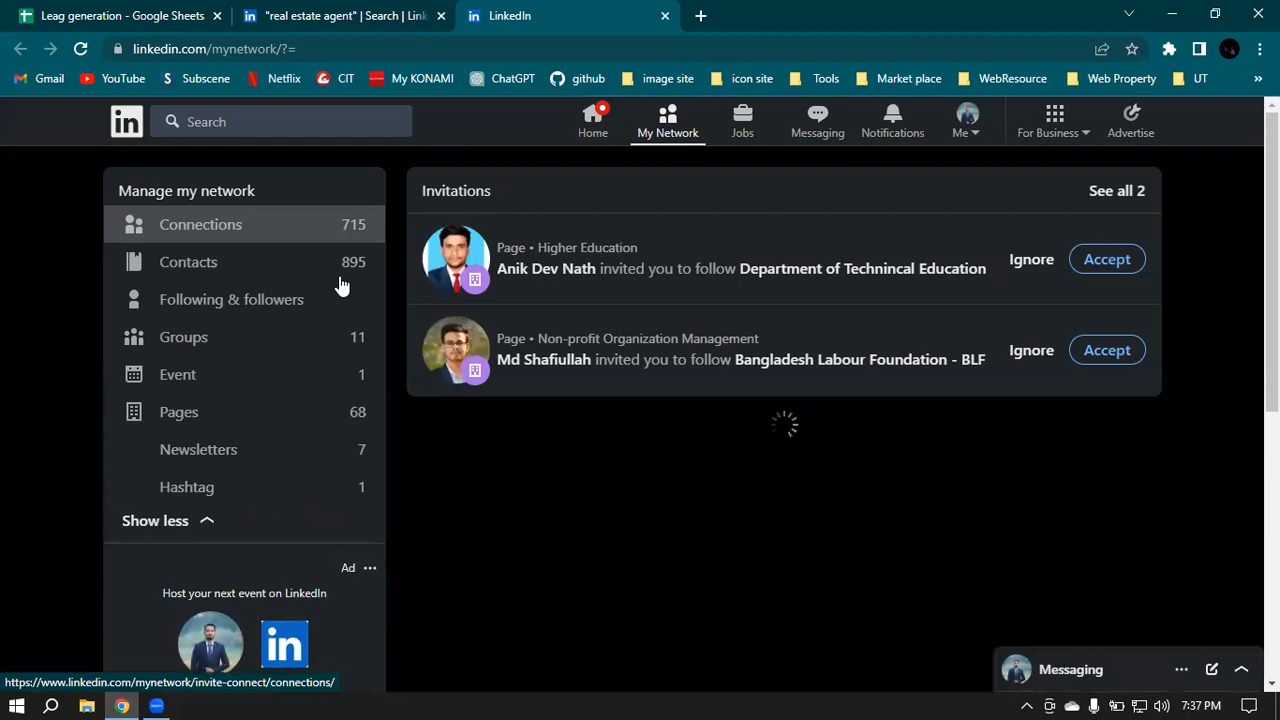 Leag generation - Google Sheets
"real estate agent" | Search | Link
LinkedIn
linkedin.com/mynetwork/?=
Gmail
YouTube
Subscene
Netflix
CIT
My KONAMI
ChatGPT
github
image site
icon site
Tools
Market place
WebResource
Web Property
UT
»
in
Search
Home
My Network
Jobs
Messaging
Notifications
Me
For Business
Advertise
Manage my network
Connections 715
Contacts 895
Following & followers
Groups 11
Event 1
Pages 68
Newsletters 7
Hashtag 1
Show less
Ad
Host your next event on LinkedIn
in
Invitations
See all 2
Page • Higher Education
Anik Dev Nath invited you to follow Department of Technincal Education
Ignore
Accept
Page • Non-profit Organization Management
Md Shafiullah invited you to follow Bangladesh Labour Foundation - BLF
Ignore
Accept
Messaging
https://www.linkedin.com/mynetwork/invite-connect/connections/
7:37 PM